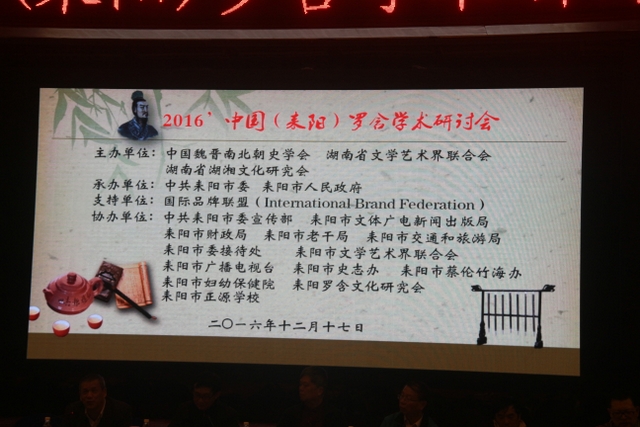 2016’中国（耒阳）罗含学术研讨会
主办单位：中国魏晋南北朝史学会 湖南省文学艺术界联合会
湖南省湖湘文化研究会
承办单位：中共耒阳市委 耒阳市人民政府
支持单位：国际品牌联盟（International Brand Federation）
协办单位：中共耒阳市委宣传部 耒阳市文体广电新闻出版局
耒阳市财政局 耒阳市老干局 耒阳市交通和旅游局
耒阳市委接待处 耒阳市文学艺术界联合会
耒阳市广播电视台 耒阳市史志办 耒阳市蔡伦竹海办
耒阳市妇幼保健院 耒阳罗含文化研究会
耒阳市正源学校
二〇一六年十二月十七日